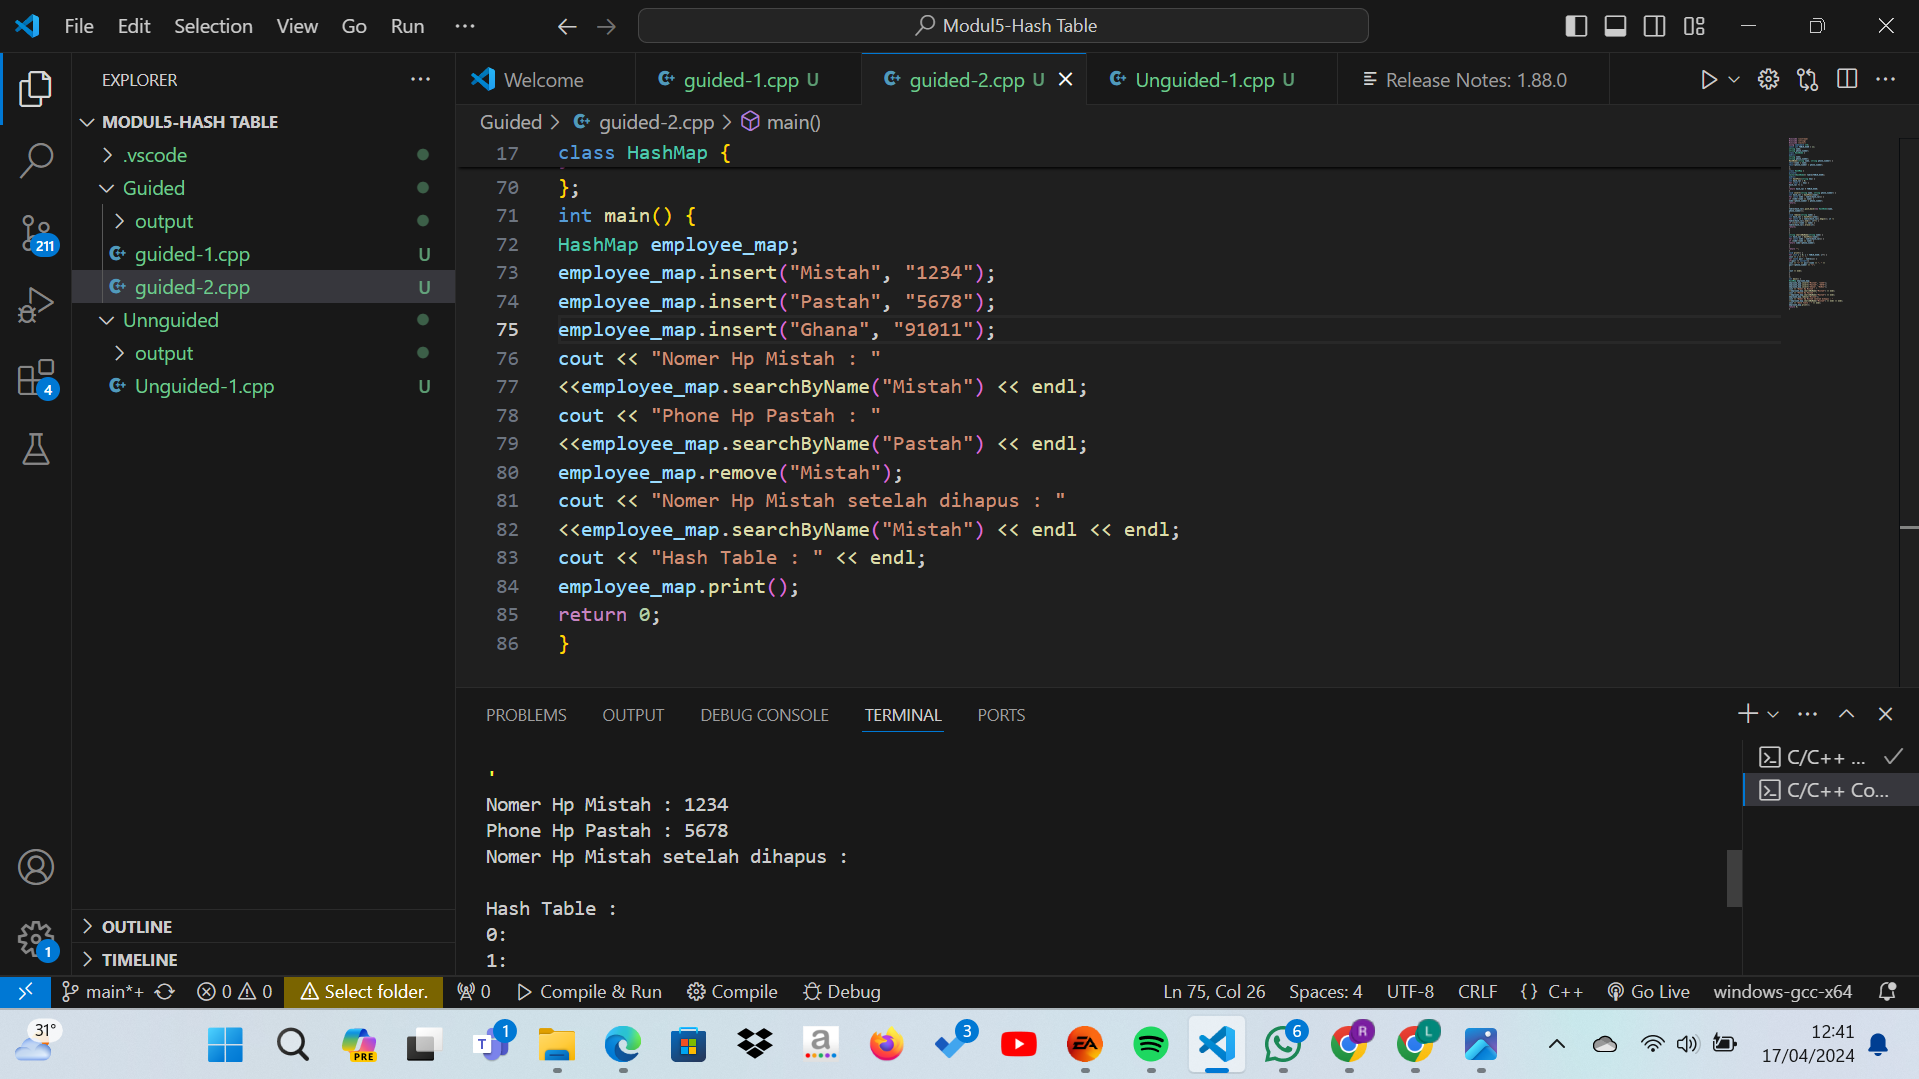 File Edit Selection View Go Run
Modul5-Hash Table
EXPLORER
MODUL5-HASH TABLE
.vscode
Guided
output
guided-1.cpp U
guided-2.cpp U
Unnguided
output
Unguided-1.cpp U
OUTLINE
TIMELINE
211
4
1
Welcome
guided-1.cpp U
guided-2.cpp U
Unguided-1.cpp U
Release Notes: 1.88.0
Guided > guided-2.cpp > main()
17 class HashMap {
70 };
71 int main() {
72 HashMap employee_map;
73 employee_map.insert("Mistah", "1234");
74 employee_map.insert("Pastah", "5678");
75 employee_map.insert("Ghana", "91011");
76 cout << "Nomer Hp Mistah : "
77 <<employee_map.searchByName("Mistah") << endl;
78 cout << "Phone Hp Pastah : "
79 <<employee_map.searchByName("Pastah") << endl;
80 employee_map.remove("Mistah");
81 cout << "Nomer Hp Mistah setelah dihapus : "
82 <<employee_map.searchByName("Mistah") << endl << endl;
83 cout << "Hash Table : " << endl;
84 employee_map.print();
85 return 0;
86 }
PROBLEMS OUTPUT DEBUG CONSOLE TERMINAL PORTS
'
Nomer Hp Mistah : 1234
Phone Hp Pastah : 5678
Nomer Hp Mistah setelah dihapus :
Hash Table :
0:
1:
C/C++ ...
C/C++ Co...
main*+ 0 0 Select folder. 0 Compile & Run Compile Debug
Ln 75, Col 26 Spaces: 4 UTF-8 CRLF {} C++ Go Live windows-gcc-x64
31°
PRE
T
1
a
3
EA
6
R
L
12:41
17/04/2024